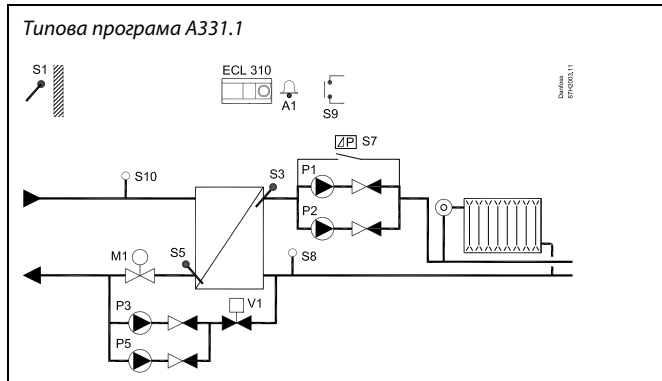 Типова програма A331.1
S1
ECL 310
A1
S9
Danfoss
87H2003.11
ΔP S7
S10
S3
P1
P2
M1
S5
S8
P3
V1
P5